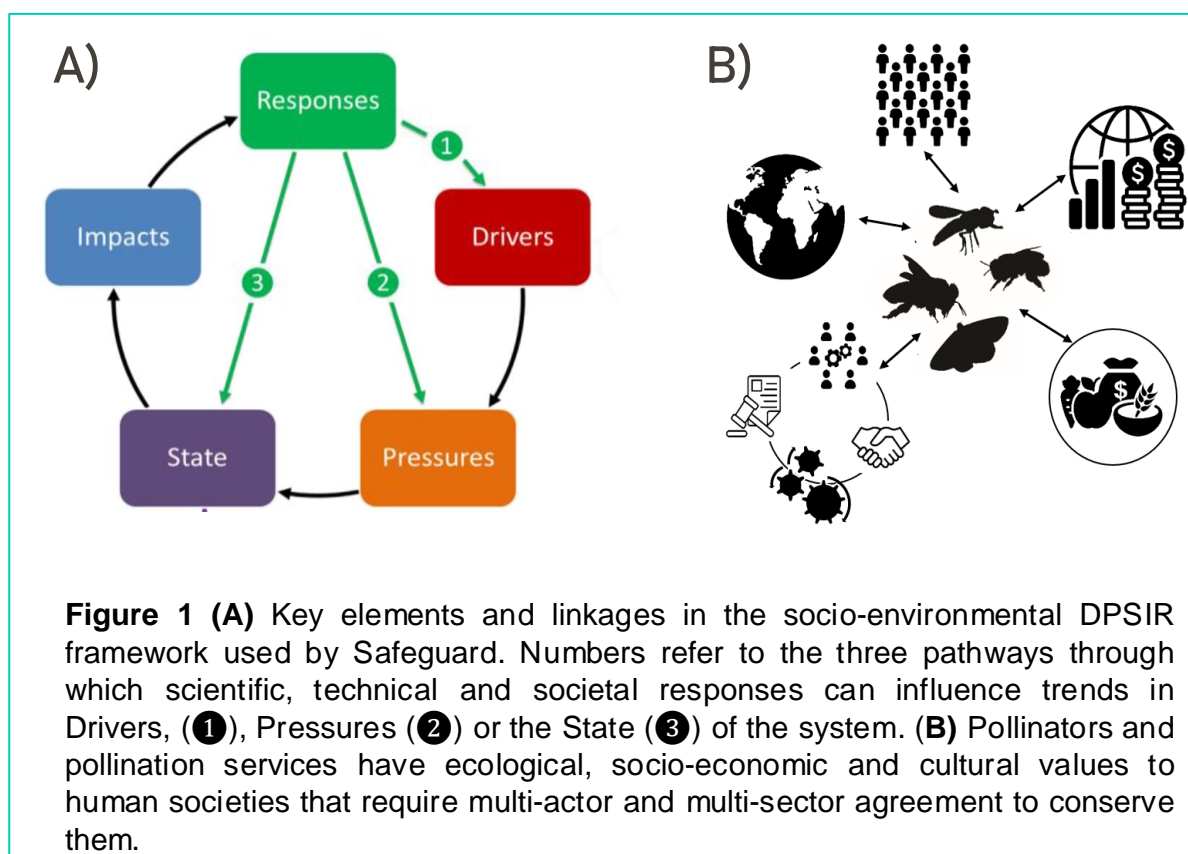 A)
Responses
1
Impacts
Drivers
3
2
State
Pressures
B)
$
$
$
Figure 1 (A) Key elements and linkages in the socio-environmental DPSIR
framework used by Safeguard. Numbers refer to the three pathways through
which scientific, technical and societal responses can influence trends in
Drivers, (❶), Pressures (❷) or the State (❸) of the system. (B) Pollinators and
pollination services have ecological, socio-economic and cultural values to
human societies that require multi-actor and multi-sector agreement to conserve
them.